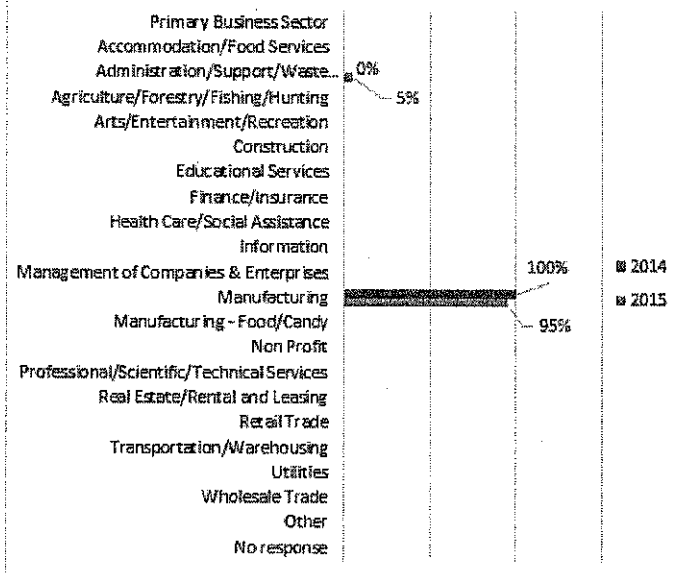 Primary Business Sector
Accommodation/Food Services
Administration/Support/Waste...
0%
5%
Agriculture/Forestry/Fishing/Hunting
Arts/Entertainment/Recreation
Construction
Educational Services
Finance/Insurance
Health Care/Social Assistance
Information
Management of Companies & Enterprises
100%
2014
Manufacturing
2015
Manufacturing - Food/Candy
95%
Non Profit
Professional/Scientific/Technical Services
Real Estate/Rental and Leasing
Retail Trade
Transportation/Warehousing
Utilities
Wholesale Trade
Other
No response